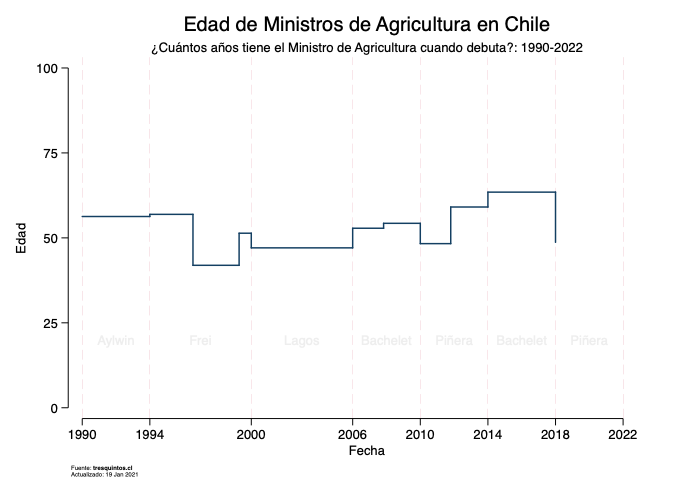 Edad de Ministros de Agricultura en Chile
¿Cuántos años tiene el Ministro de Agricultura cuando debuta?: 1990-2022
100
75
50
25
0
Edad
Aylwin Frei Lagos Bachelet Piñera Bachelet Piñera
1990 1994 2000 2006 2010 2014 2018 2022
Fecha
Fuente: tresquintos.cl
Actualizado: 19 Jan 2021